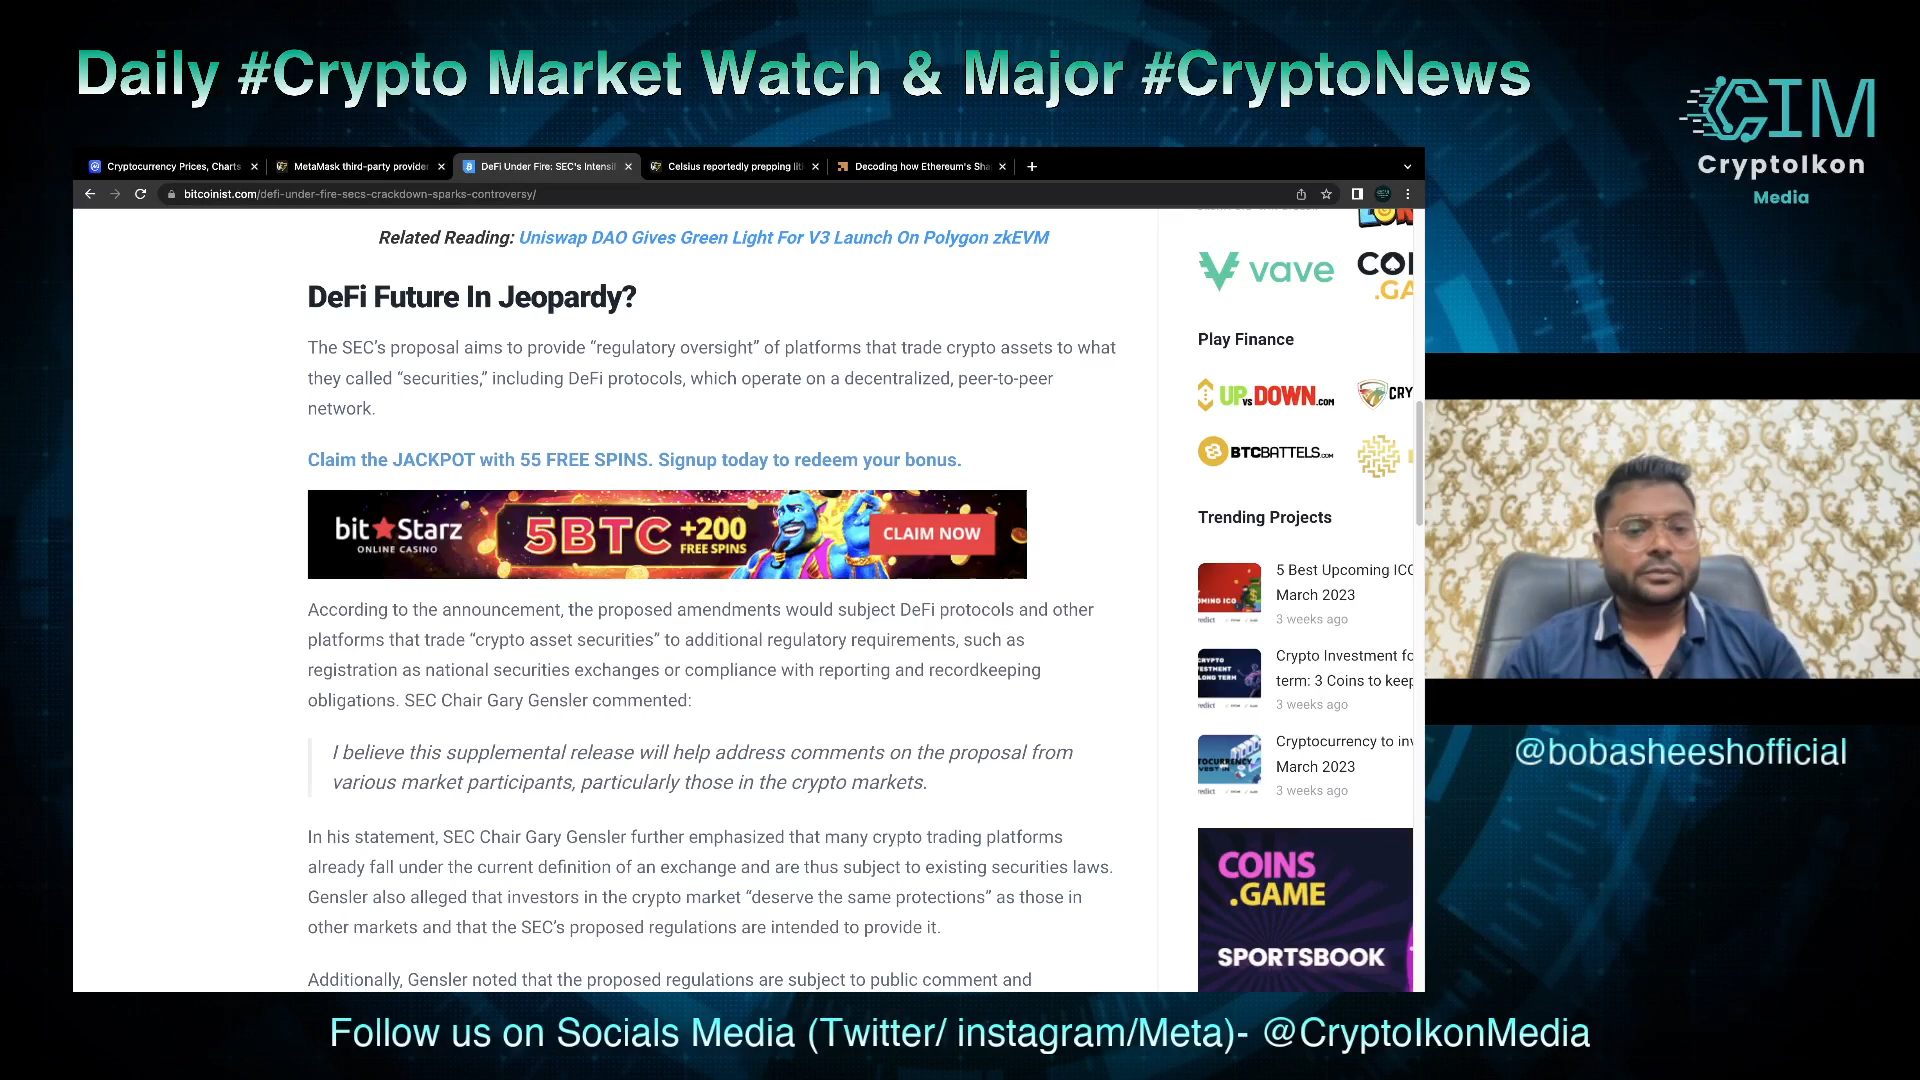 Daily #Crypto Market Watch & Major #CryptoNews
CIM
CryptoIkon
Media
Cryptocurrency Prices, Charts
MetaMask third-party provider
DeFi Under Fire: SEC's Intensif
Celsius reportedly prepping liti
Decoding how Ethereum's Sha
bitcoinist.com/defi-under-fire-secs-crackdown-sparks-controversy/
Related Reading: Uniswap DAO Gives Green Light For V3 Launch On Polygon zkEVM
DeFi Future In Jeopardy?
The SEC’s proposal aims to provide “regulatory oversight” of platforms that trade crypto assets to what
they called “securities,” including DeFi protocols, which operate on a decentralized, peer-to-peer
network.
Claim the JACKPOT with 55 FREE SPINS. Signup today to redeem your bonus.
bit Starz
ONLINE CASINO
5BTC +200
FREE SPINS
CLAIM NOW
According to the announcement, the proposed amendments would subject DeFi protocols and other
platforms that trade “crypto asset securities” to additional regulatory requirements, such as
registration as national securities exchanges or compliance with reporting and recordkeeping
obligations. SEC Chair Gary Gensler commented:
I believe this supplemental release will help address comments on the proposal from
various market participants, particularly those in the crypto markets.
In his statement, SEC Chair Gary Gensler further emphasized that many crypto trading platforms
already fall under the current definition of an exchange and are thus subject to existing securities laws.
Gensler also alleged that investors in the crypto market “deserve the same protections” as those in
other markets and that the SEC’s proposed regulations are intended to provide it.
Additionally, Gensler noted that the proposed regulations are subject to public comment and
vave
COI
.GA
Play Finance
UP vs DOWN.com
CRY
BTCBATTELS.COM
Trending Projects
5 Best Upcoming ICO
March 2023
3 weeks ago
Crypto Investment fo
term: 3 Coins to keep
3 weeks ago
Cryptocurrency to inv
March 2023
3 weeks ago
COINS
.GAME
SPORTSBOOK
@bobasheeshofficial
Follow us on Socials Media (Twitter/ instagram/Meta)- @CryptoIkonMedia